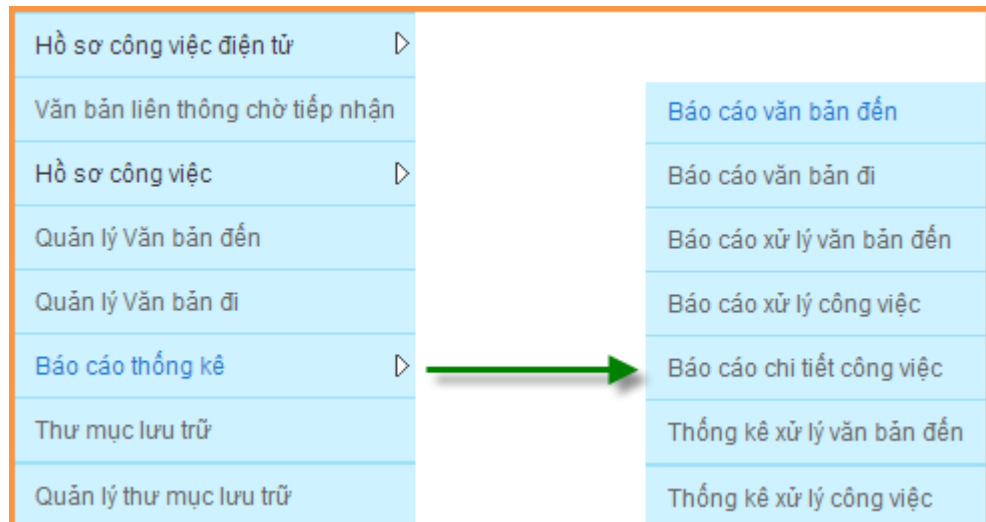 Hồ sơ công việc điện tử
Văn bản liên thông chờ tiếp nhận
Hồ sơ công việc
Quản lý Văn bản đến
Quản lý Văn bản đi
Báo cáo thống kê
Thư mục lưu trữ
Quản lý thư mục lưu trữ
Báo cáo văn bản đến
Báo cáo văn bản đi
Báo cáo xử lý văn bản đến
Báo cáo xử lý công việc
Báo cáo chi tiết công việc
Thống kê xử lý văn bản đến
Thống kê xử lý công việc